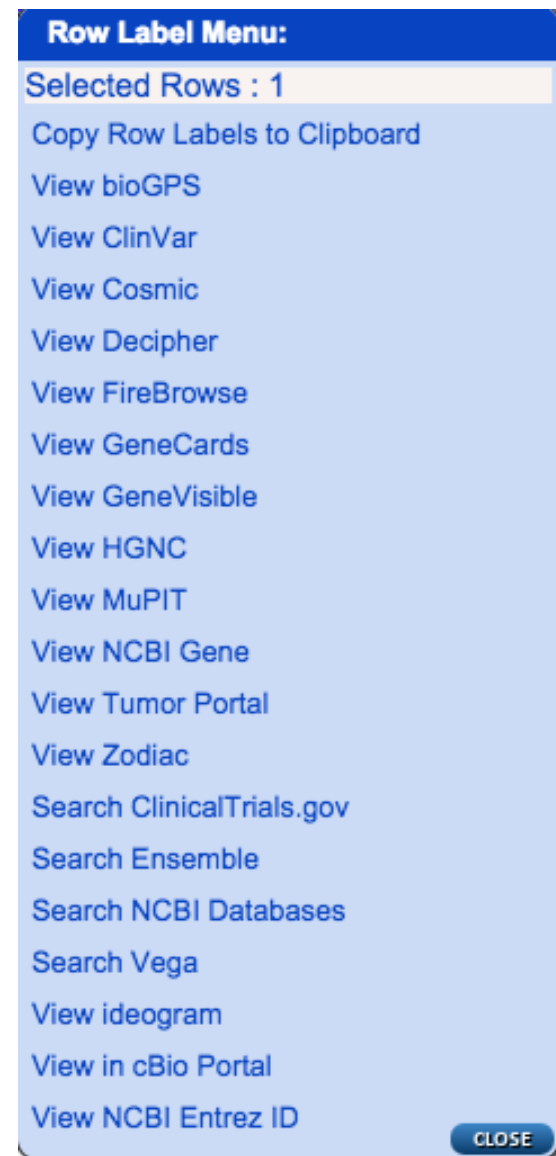 Row Label Menu:
Selected Rows : 1
Copy Row Labels to Clipboard
View bioGPS
View ClinVar
View Cosmic
View Decipher
View FireBrowse
View GeneCards
View GeneVisible
View HGNC
View MuPIT
View NCBI Gene
View Tumor Portal
View Zodiac
Search ClinicalTrials.gov
Search Ensemble
Search NCBI Databases
Search Vega
View ideogram
View in cBio Portal
View NCBI Entrez ID
CLOSE